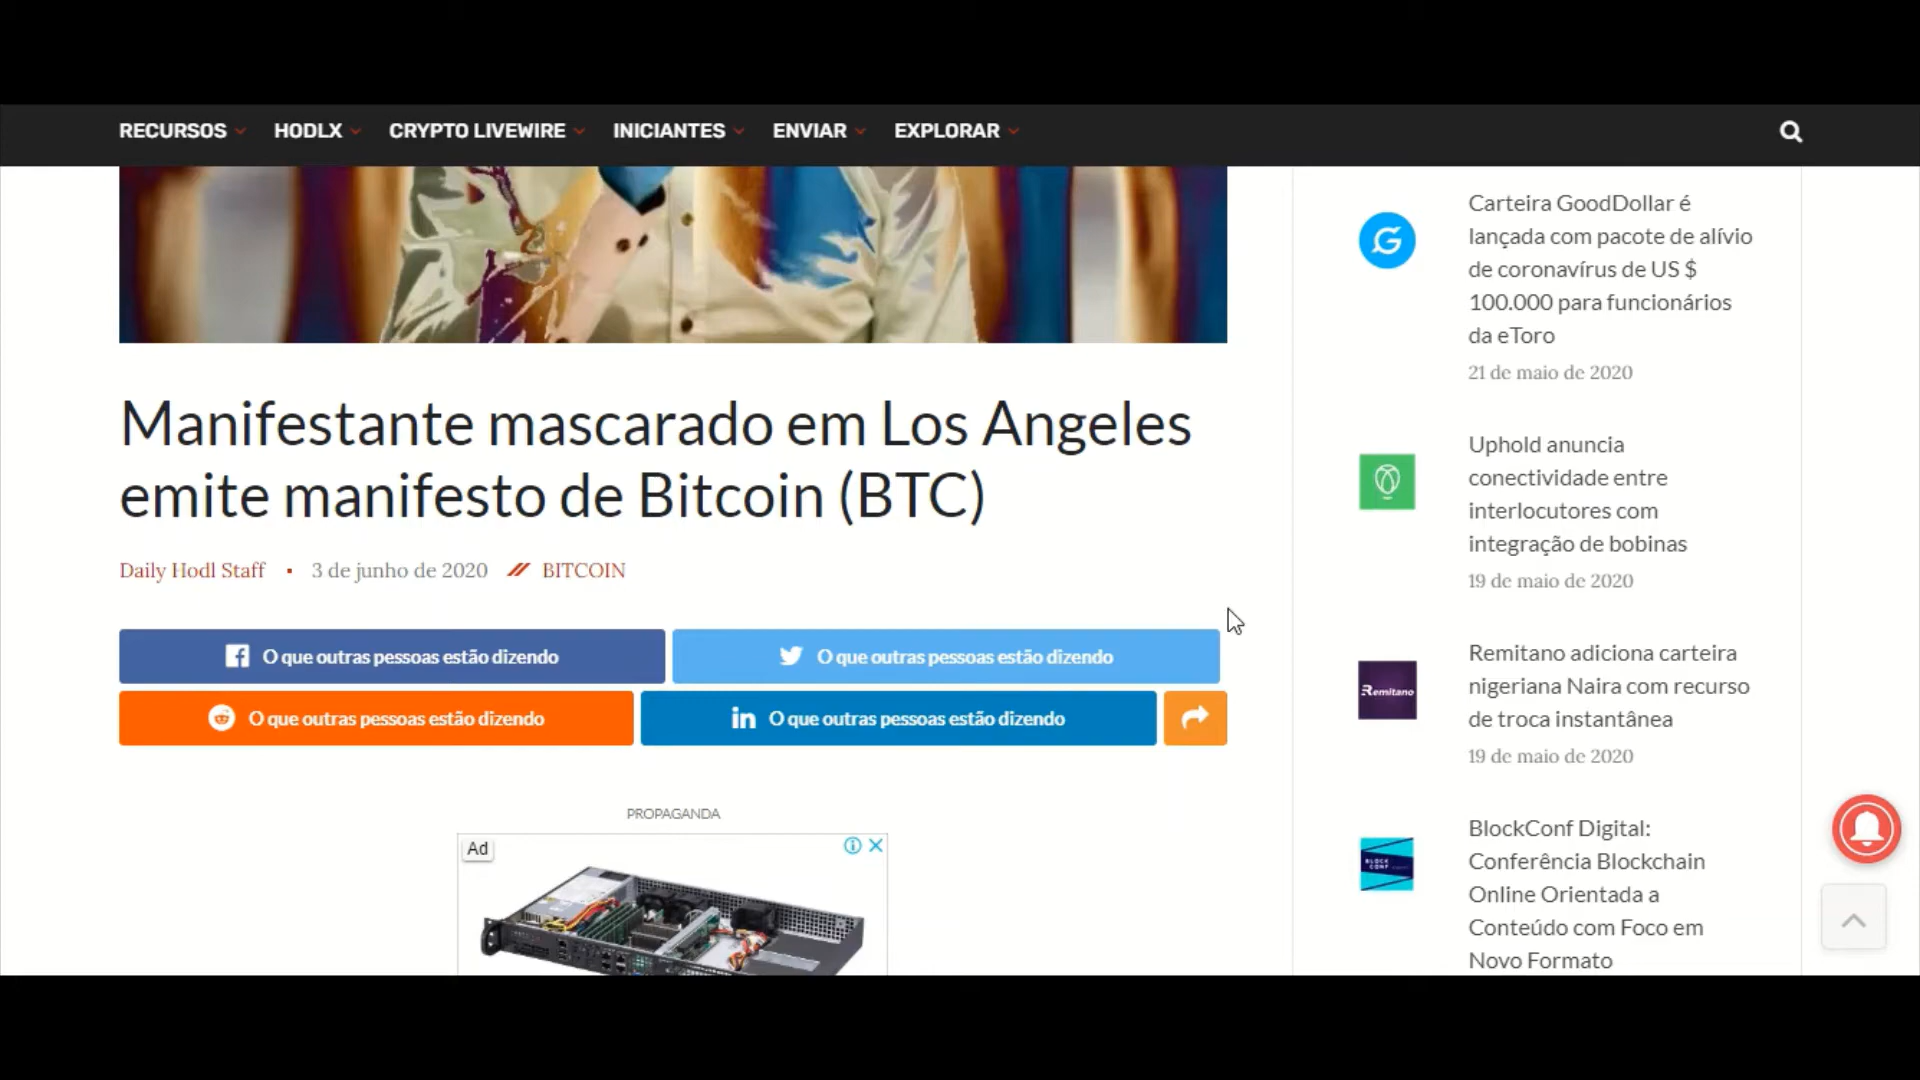 RECURSOS HODLX CRYPTO LIVEWIRE INICIANTES ENVIAR EXPLORAR
Manifestante mascarado em Los Angeles
emite manifesto de Bitcoin (BTC)
Daily Hodl Staff • 3 de junho de 2020 // BITCOIN
O que outras pessoas estão dizendo
O que outras pessoas estão dizendo
O que outras pessoas estão dizendo
in O que outras pessoas estão dizendo
PROPAGANDA
Ad
Carteira GoodDollar é
lançada com pacote de alívio
de coronavírus de US $
100.000 para funcionários
da eToro
21 de maio de 2020
Uphold anuncia
conectividade entre
interlocutores com
integração de bobinas
19 de maio de 2020
Remitano
Remitano adiciona carteira
nigeriana Naira com recurso
de troca instantânea
19 de maio de 2020
BLOCK
CONF
BlockConf Digital:
Conferência Blockchain
Online Orientada a
Conteúdo com Foco em
Novo Formato